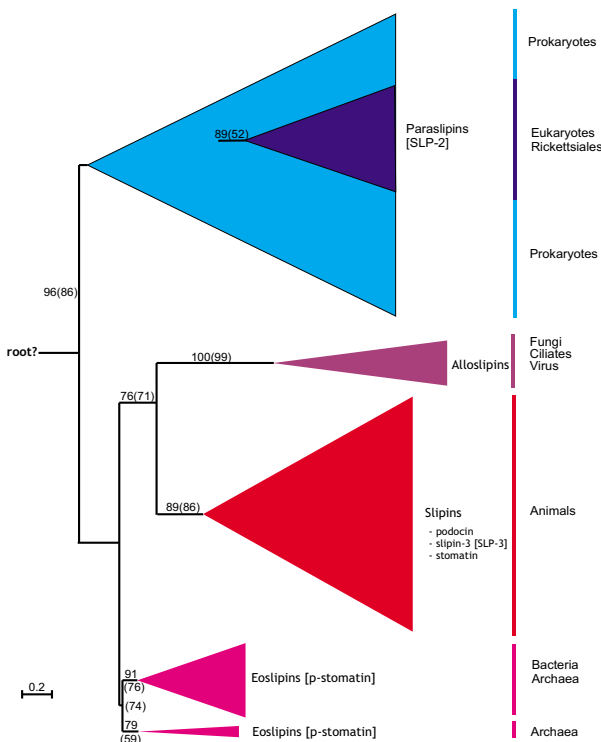 Prokaryotes
89(52)
Paraslipins
[SLP-2]
Eukaryotes
Rickettsiales
Prokaryotes
96(86)
root?
100(99)
Alloslipins
Fungi
Ciliates
Virus
76(71)
89(86)
Slipins
- podocin
- slipin-3 [SLP-3]
- stomatin
Animals
91
(76)
Eoslipins [p-stomatin]
Bacteria
Archaea
0.2
(74)
79
(59)
Eoslipins [p-stomatin]
Archaea